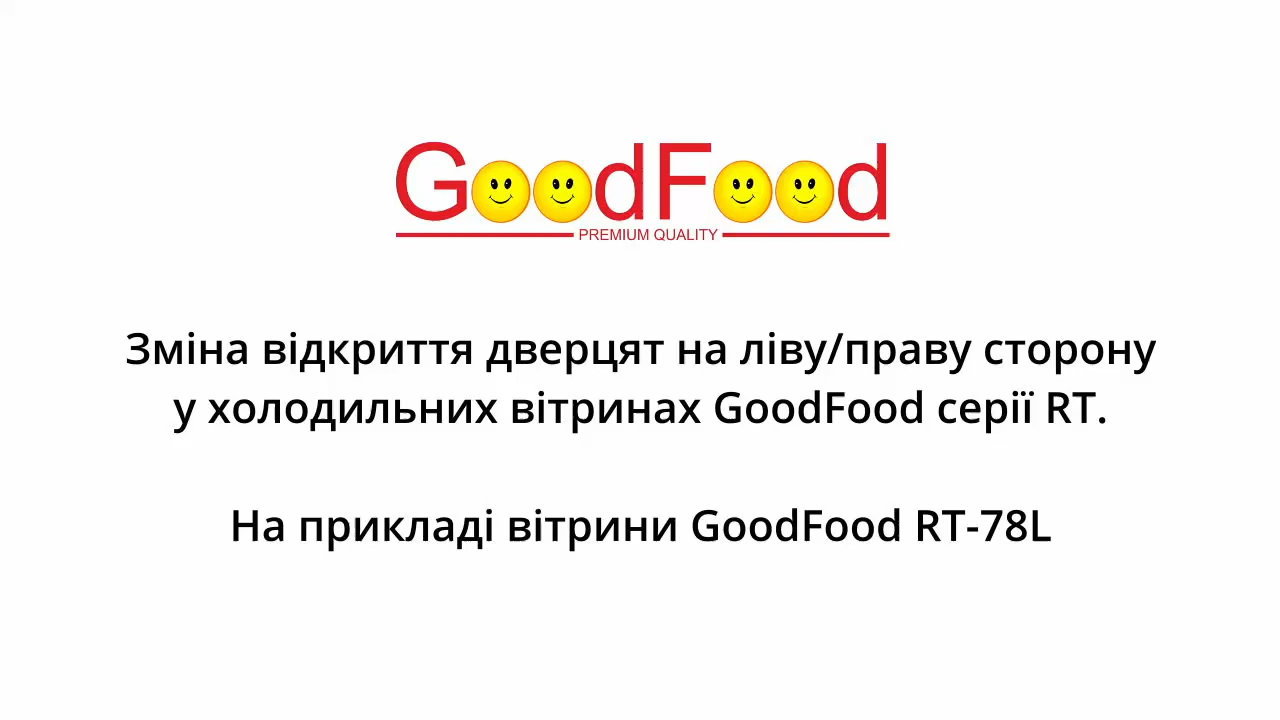 GoodFood
PREMIUM QUALITY
Зміна відкриття дверцят на ліву/праву сторону
у холодильних вітринах GoodFood серії RT.
На прикладі вітрини GoodFood RT-78L